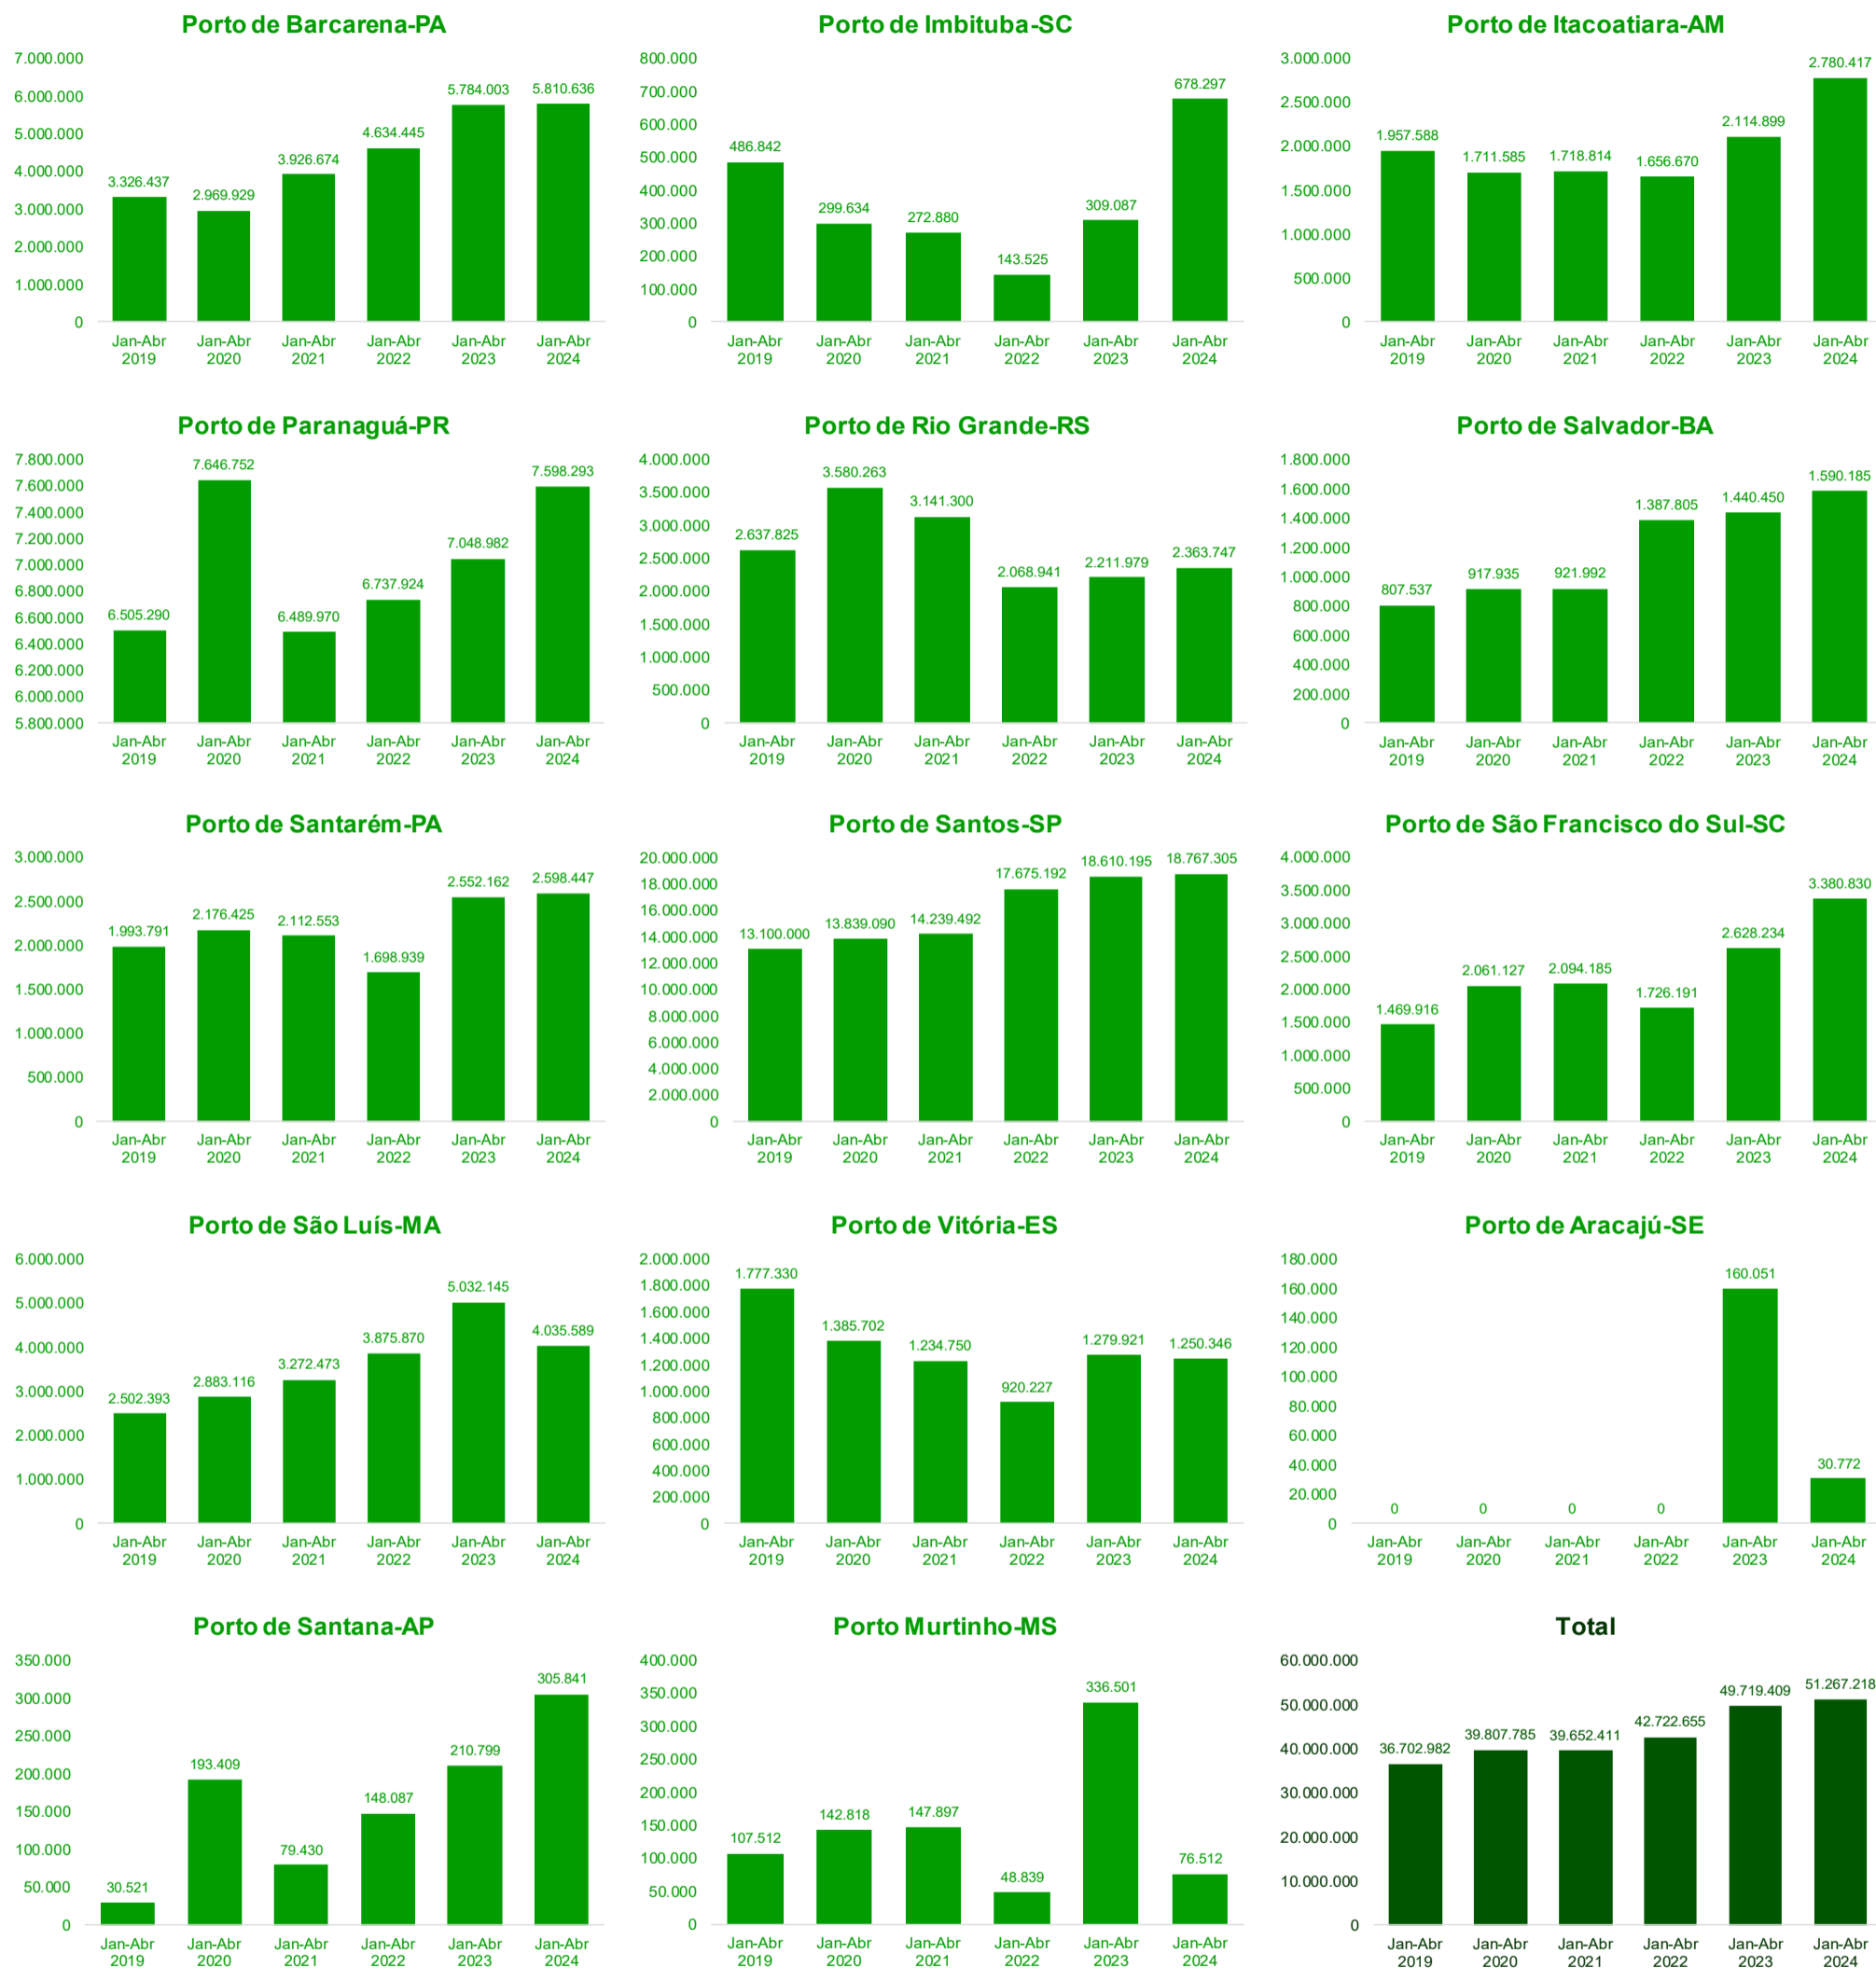 Porto de Barcarena-PA
7.000.000
6.000.000
5.000.000
4.000.000
3.000.000
2.000.000
1.000.000
0
3.326.437
2.969.929
3.926.674
4.634.445
5.784.003
5.810.636
Jan-Abr 2019
Jan-Abr 2020
Jan-Abr 2021
Jan-Abr 2022
Jan-Abr 2023
Jan-Abr 2024
Porto de Imbituba-SC
800.000
700.000
600.000
500.000
400.000
300.000
200.000
100.000
0
486.842
299.634
272.880
143.525
309.087
678.297
Jan-Abr 2019
Jan-Abr 2020
Jan-Abr 2021
Jan-Abr 2022
Jan-Abr 2023
Jan-Abr 2024
Porto de Itacoatiara-AM
3.000.000
2.500.000
2.000.000
1.500.000
1.000.000
500.000
0
1.957.588
1.711.585
1.718.814
1.656.670
2.114.899
2.780.417
Jan-Abr 2019
Jan-Abr 2020
Jan-Abr 2021
Jan-Abr 2022
Jan-Abr 2023
Jan-Abr 2024
Porto de Paranaguá-PR
7.800.000
7.600.000
7.400.000
7.200.000
7.000.000
6.800.000
6.600.000
6.400.000
6.200.000
6.000.000
5.800.000
6.505.290
7.646.752
6.489.970
6.737.924
7.048.982
7.598.293
Jan-Abr 2019
Jan-Abr 2020
Jan-Abr 2021
Jan-Abr 2022
Jan-Abr 2023
Jan-Abr 2024
Porto de Rio Grande-RS
4.000.000
3.500.000
3.000.000
2.500.000
2.000.000
1.500.000
1.000.000
500.000
0
2.637.825
3.580.263
3.141.300
2.068.941
2.211.979
2.363.747
Jan-Abr 2019
Jan-Abr 2020
Jan-Abr 2021
Jan-Abr 2022
Jan-Abr 2023
Jan-Abr 2024
Porto de Salvador-BA
1.800.000
1.600.000
1.400.000
1.200.000
1.000.000
800.000
600.000
400.000
200.000
0
807.537
917.935
921.992
1.387.805
1.440.450
1.590.185
Jan-Abr 2019
Jan-Abr 2020
Jan-Abr 2021
Jan-Abr 2022
Jan-Abr 2023
Jan-Abr 2024
Porto de Santarém-PA
3.000.000
2.500.000
2.000.000
1.500.000
1.000.000
500.000
0
1.993.791
2.176.425
2.112.553
1.698.939
2.552.162
2.598.447
Jan-Abr 2019
Jan-Abr 2020
Jan-Abr 2021
Jan-Abr 2022
Jan-Abr 2023
Jan-Abr 2024
Porto de Santos-SP
20.000.000
18.000.000
16.000.000
14.000.000
12.000.000
10.000.000
8.000.000
6.000.000
4.000.000
2.000.000
0
13.100.000
13.839.090
14.239.492
17.675.192
18.610.195
18.767.305
Jan-Abr 2019
Jan-Abr 2020
Jan-Abr 2021
Jan-Abr 2022
Jan-Abr 2023
Jan-Abr 2024
Porto de São Francisco do Sul-SC
4.000.000
3.500.000
3.000.000
2.500.000
2.000.000
1.500.000
1.000.000
500.000
0
1.469.916
2.061.127
2.094.185
1.726.191
2.628.234
3.380.830
Jan-Abr 2019
Jan-Abr 2020
Jan-Abr 2021
Jan-Abr 2022
Jan-Abr 2023
Jan-Abr 2024
Porto de São Luís-MA
6.000.000
5.000.000
4.000.000
3.000.000
2.000.000
1.000.000
0
2.502.393
2.883.116
3.272.473
3.875.870
5.032.145
4.035.589
Jan-Abr 2019
Jan-Abr 2020
Jan-Abr 2021
Jan-Abr 2022
Jan-Abr 2023
Jan-Abr 2024
Porto de Vitória-ES
2.000.000
1.800.000
1.600.000
1.400.000
1.200.000
1.000.000
800.000
600.000
400.000
200.000
0
1.777.330
1.385.702
1.234.750
920.227
1.279.921
1.250.346
Jan-Abr 2019
Jan-Abr 2020
Jan-Abr 2021
Jan-Abr 2022
Jan-Abr 2023
Jan-Abr 2024
Porto de Aracajú-SE
180.000
160.000
140.000
120.000
100.000
80.000
60.000
40.000
20.000
0
0
0
0
0
160.051
30.772
Jan-Abr 2019
Jan-Abr 2020
Jan-Abr 2021
Jan-Abr 2022
Jan-Abr 2023
Jan-Abr 2024
Porto de Santana-AP
350.000
300.000
250.000
200.000
150.000
100.000
50.000
0
30.521
193.409
79.430
148.087
210.799
305.841
Jan-Abr 2019
Jan-Abr 2020
Jan-Abr 2021
Jan-Abr 2022
Jan-Abr 2023
Jan-Abr 2024
Porto Murtinho-MS
400.000
350.000
300.000
250.000
200.000
150.000
100.000
50.000
0
107.512
142.818
147.897
48.839
336.501
76.512
Jan-Abr 2019
Jan-Abr 2020
Jan-Abr 2021
Jan-Abr 2022
Jan-Abr 2023
Jan-Abr 2024
Total
60.000.000
50.000.000
40.000.000
30.000.000
20.000.000
10.000.000
0
36.702.982
39.807.785
39.652.411
42.722.655
49.719.409
51.267.218
Jan-Abr 2019
Jan-Abr 2020
Jan-Abr 2021
Jan-Abr 2022
Jan-Abr 2023
Jan-Abr 2024